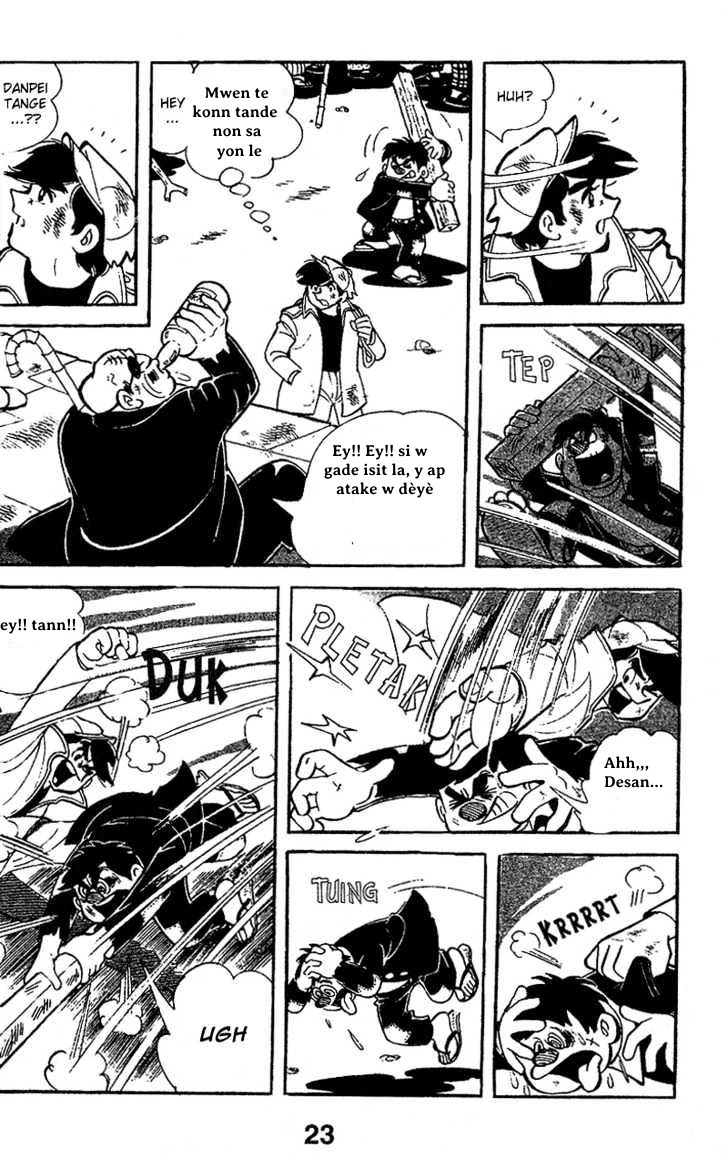 DANPEI
TANGE
...??
HEY
...
Mwen te
konn tande
non sa
yon le
HUH?
Ey!! Ey!! si w
gade isit la, y ap
atake w dèyè
TEP
ey!! tann!!
DUK
UGH
PLETAK
Ahh,,,
Desan...
TUING
KRRRRT
23